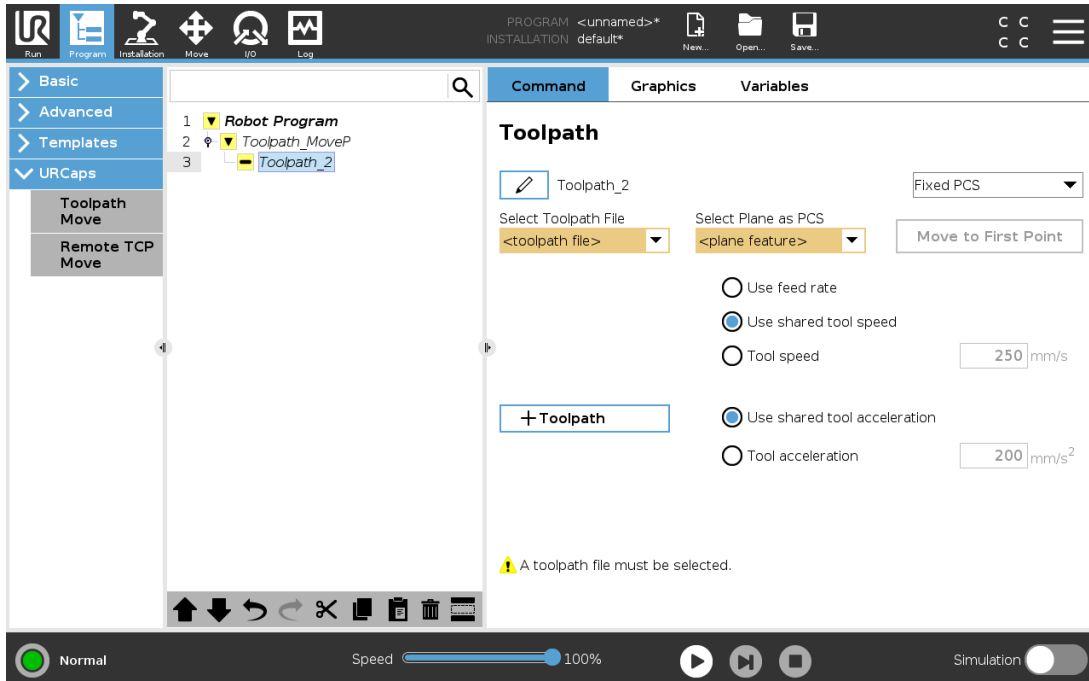 UR
Run
Program
Installation
Move
I/O
Log
PROGRAM <unnamed>*
INSTALLATION default*
New...
Open...
Save...
C C
C C
Basic
Advanced
Templates
URCaps
Toolpath
Move
Remote TCP
Move
1 Robot Program
2 Toolpath_MoveP
3 Toolpath_2
Command Graphics Variables
Toolpath
Toolpath_2
Fixed PCS
Select Toolpath File
<toolpath file>
Select Plane as PCS
<plane feature>
Move to First Point
Use feed rate
Use shared tool speed
Tool speed 250 mm/s
+ Toolpath
Use shared tool acceleration
Tool acceleration 200 mm/s²
A toolpath file must be selected.
Normal
Speed 100%
Simulation